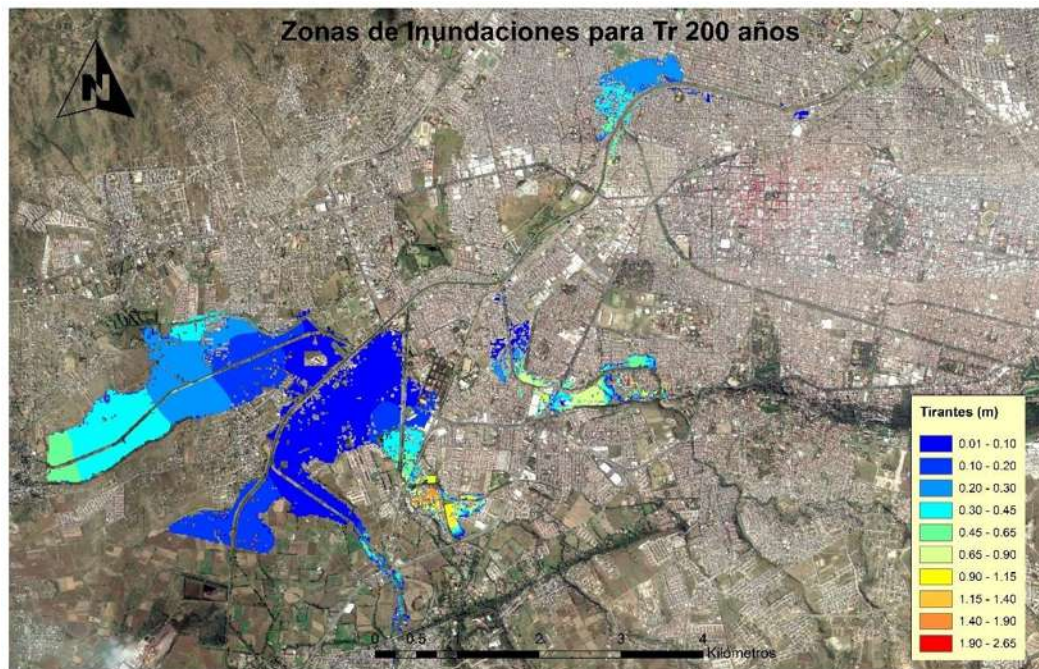 Zonas de Inundaciones para Tr 200 años
N
Tirantes (m)
0.01 - 0.10
0.10 - 0.20
0.20 - 0.30
0.30 - 0.45
0.45 - 0.65
0.65 - 0.90
0.90 - 1.15
1.15 - 1.40
1.40 - 1.90
1.90 - 2.65
0 0.5 1 2 3 4
Kilómetros